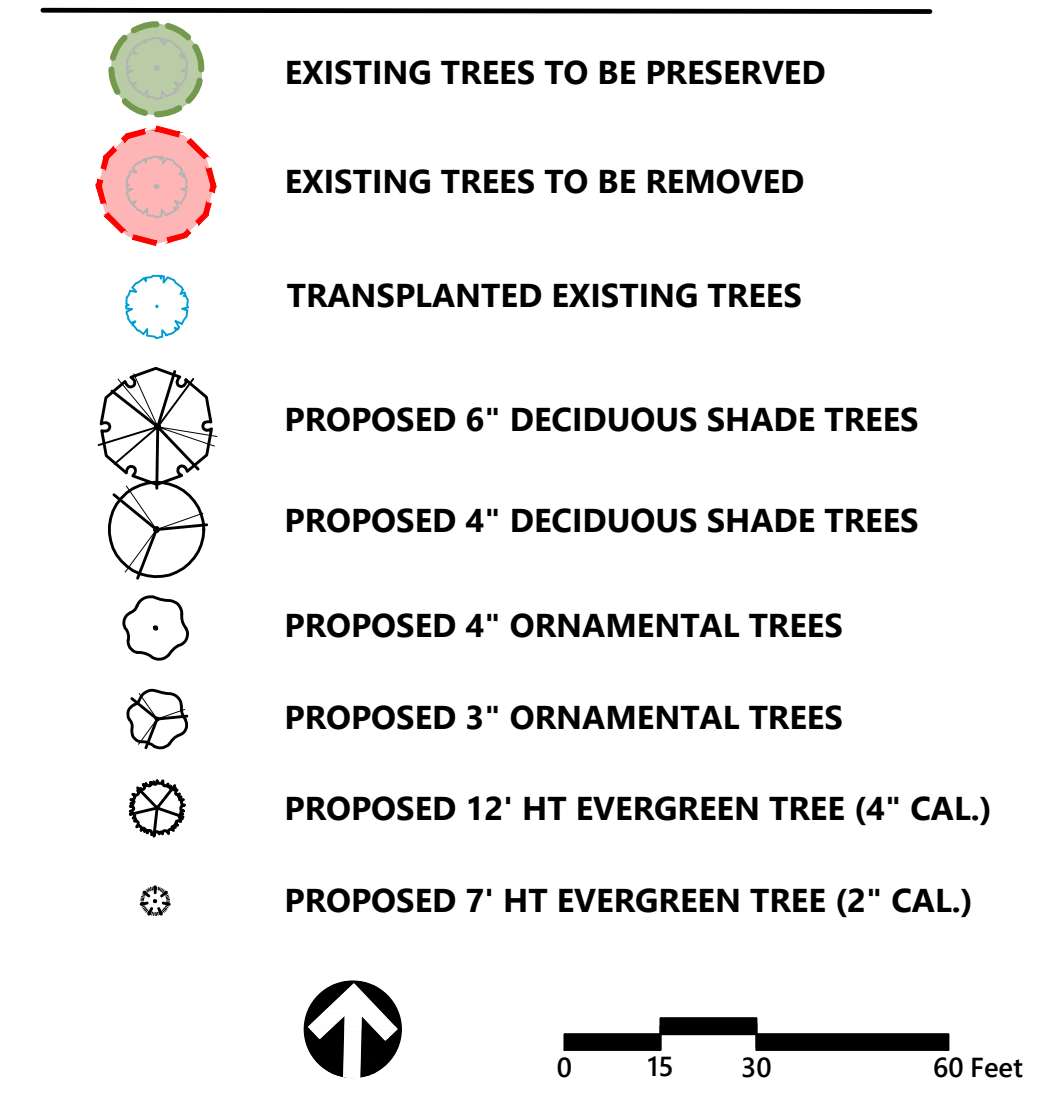 EXISTING TREES TO BE PRESERVED
EXISTING TREES TO BE REMOVED
TRANSPLANTED EXISTING TREES
PROPOSED 6" DECIDUOUS SHADE TREES
PROPOSED 4" DECIDUOUS SHADE TREES
PROPOSED 4" ORNAMENTAL TREES
PROPOSED 3" ORNAMENTAL TREES
PROPOSED 12' HT EVERGREEN TREE (4" CAL.)
PROPOSED 7' HT EVERGREEN TREE (2" CAL.)
0 15 30 60 Feet